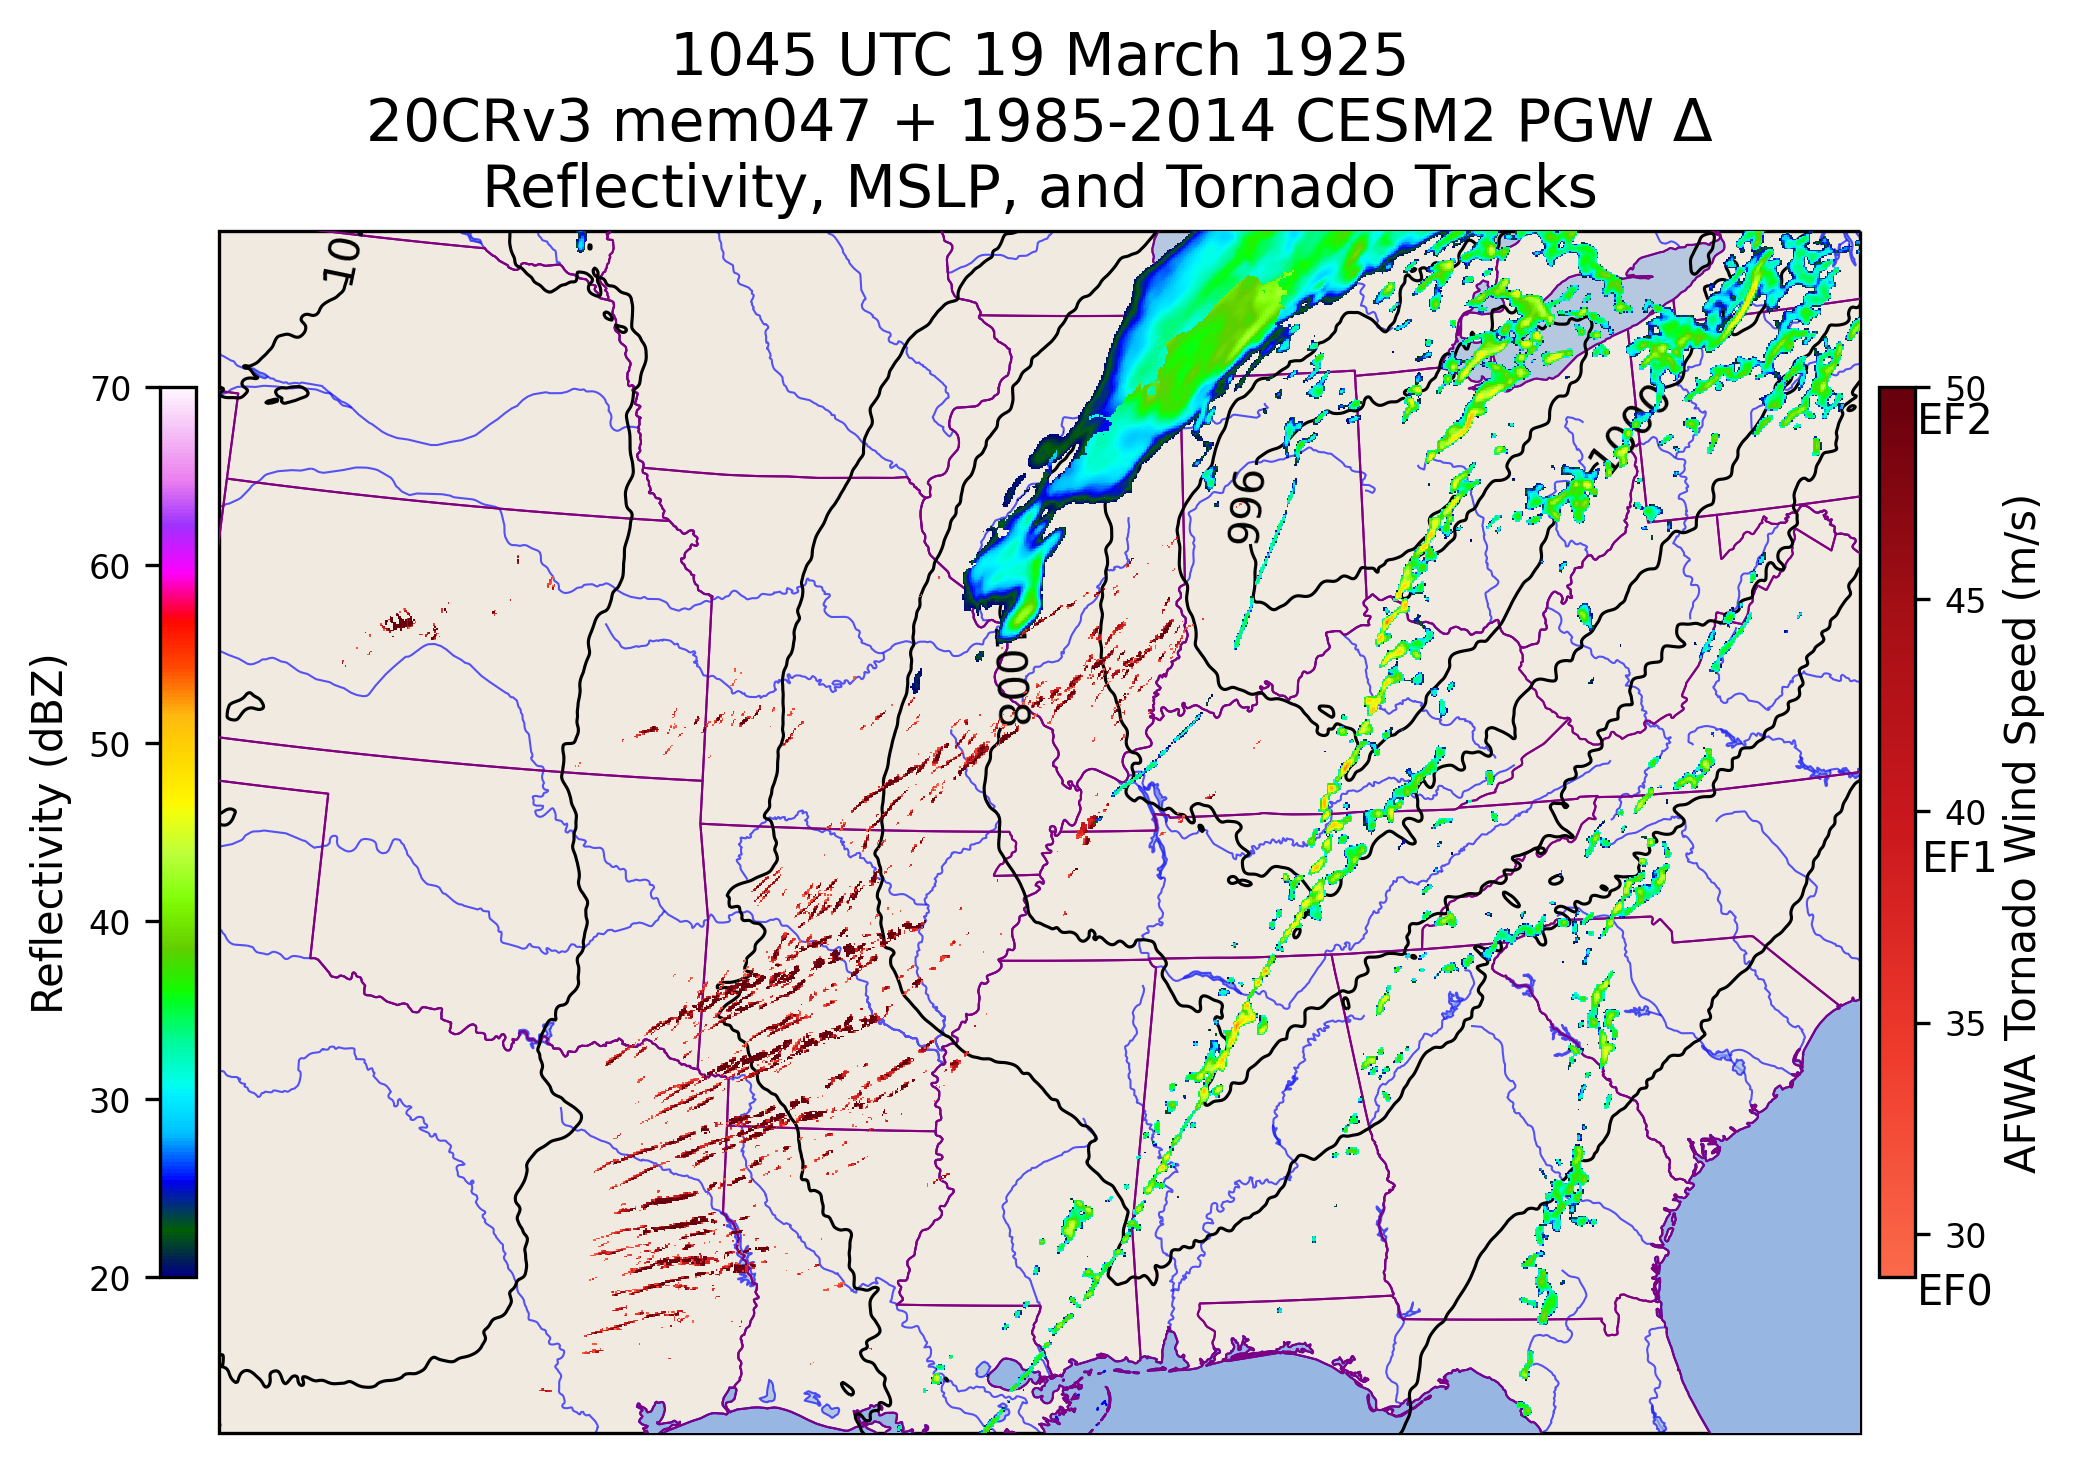 1045 UTC 19 March 1925
20CRv3 mem047 + 1985-2014 CESM2 PGW Δ
Reflectivity, MSLP, and Tornado Tracks
10
996
1000
800
70
60
50
40
30
20
Reflectivity (dBZ)
50
EF2
45
40
EF1
35
30
EF0
AFWA Tornado Wind Speed (m/s)